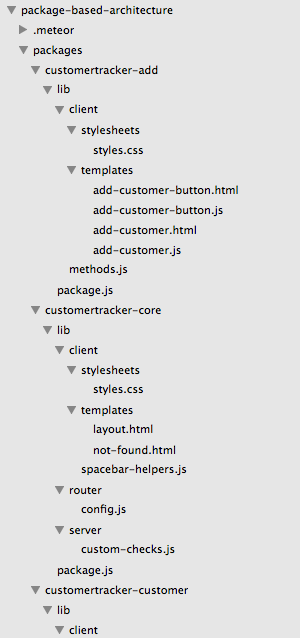 package-based-architecture
.meteor
packages
customertracker-add
lib
client
stylesheets
styles.css
templates
add-customer-button.html
add-customer-button.js
add-customer.html
add-customer.js
methods.js
package.js
customertracker-core
lib
client
stylesheets
styles.css
templates
layout.html
not-found.html
spacebar-helpers.js
router
config.js
server
custom-checks.js
package.js
customertracker-customer
lib
client